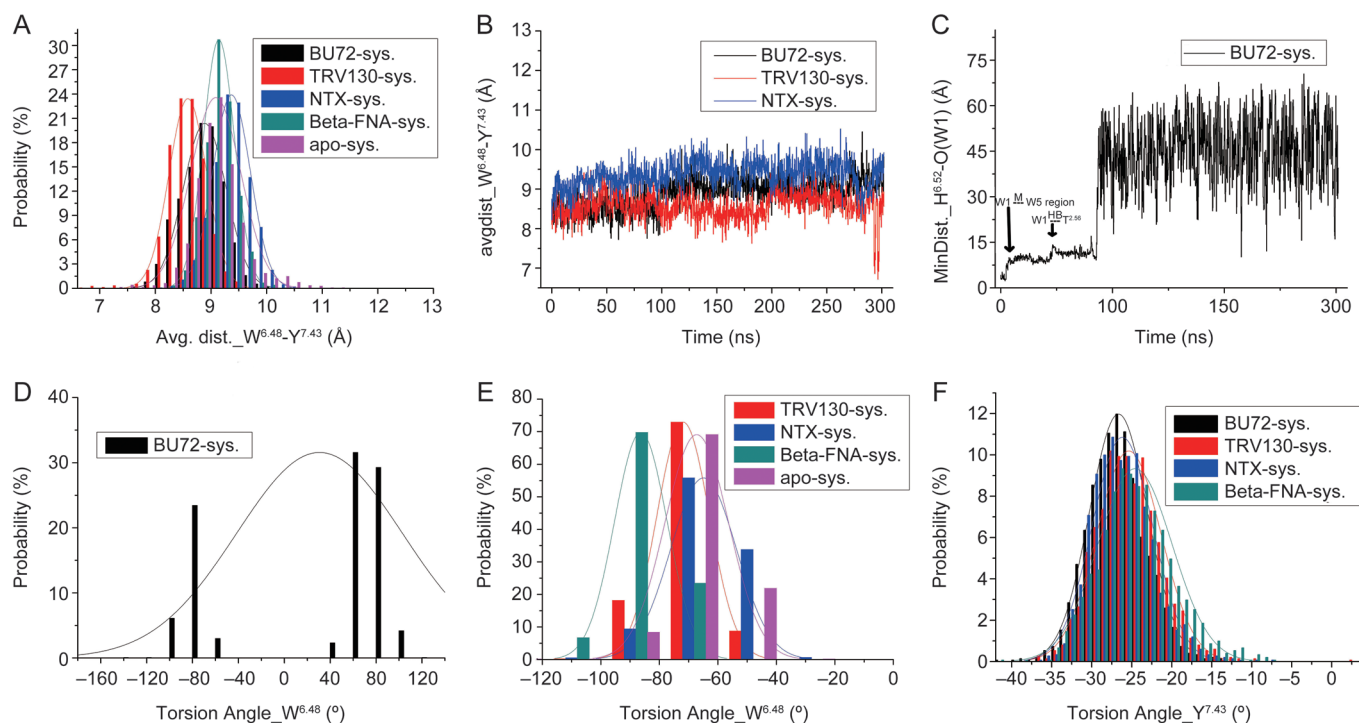 A
Probability (%)
30
27
24
21
18
15
12
9
6
3
0
7 8 9 10 11 12 13
Avg. dist._W6.48-Y7.43 (Å)
BU72-sys.
TRV130-sys.
NTX-sys.
Beta-FNA-sys.
apo-sys.
B
avgdist_W6.48-Y7.43 (Å)
13
12
11
10
9
8
7
0 50 100 150 200 250 300
Time (ns)
BU72-sys.
TRV130-sys.
NTX-sys.
C
MinDist._H6.52-O(W1) (Å)
75
60
45
30
15
0
0 100 150 300
Time (ns)
BU72-sys.
W1 M W5 region
W1 HB T2.56
D
Probability (%)
40
30
20
10
0
−160 −120 −80 −40 0 40 80 120
Torsion Angle_W6.48 (º)
BU72-sys.
E
Probability (%)
80
70
60
50
40
30
20
10
0
−120 −100 −80 −60 −40 −20 0
Torsion Angle_W6.48 (º)
TRV130-sys.
NTX-sys.
Beta-FNA-sys.
apo-sys.
F
Probability (%)
12
10
8
6
4
2
0
−40 −35 −30 −25 −20 −15 −10 −5 0
Torsion Angle_Y7.43 (º)
BU72-sys.
TRV130-sys.
NTX-sys.
Beta-FNA-sys.